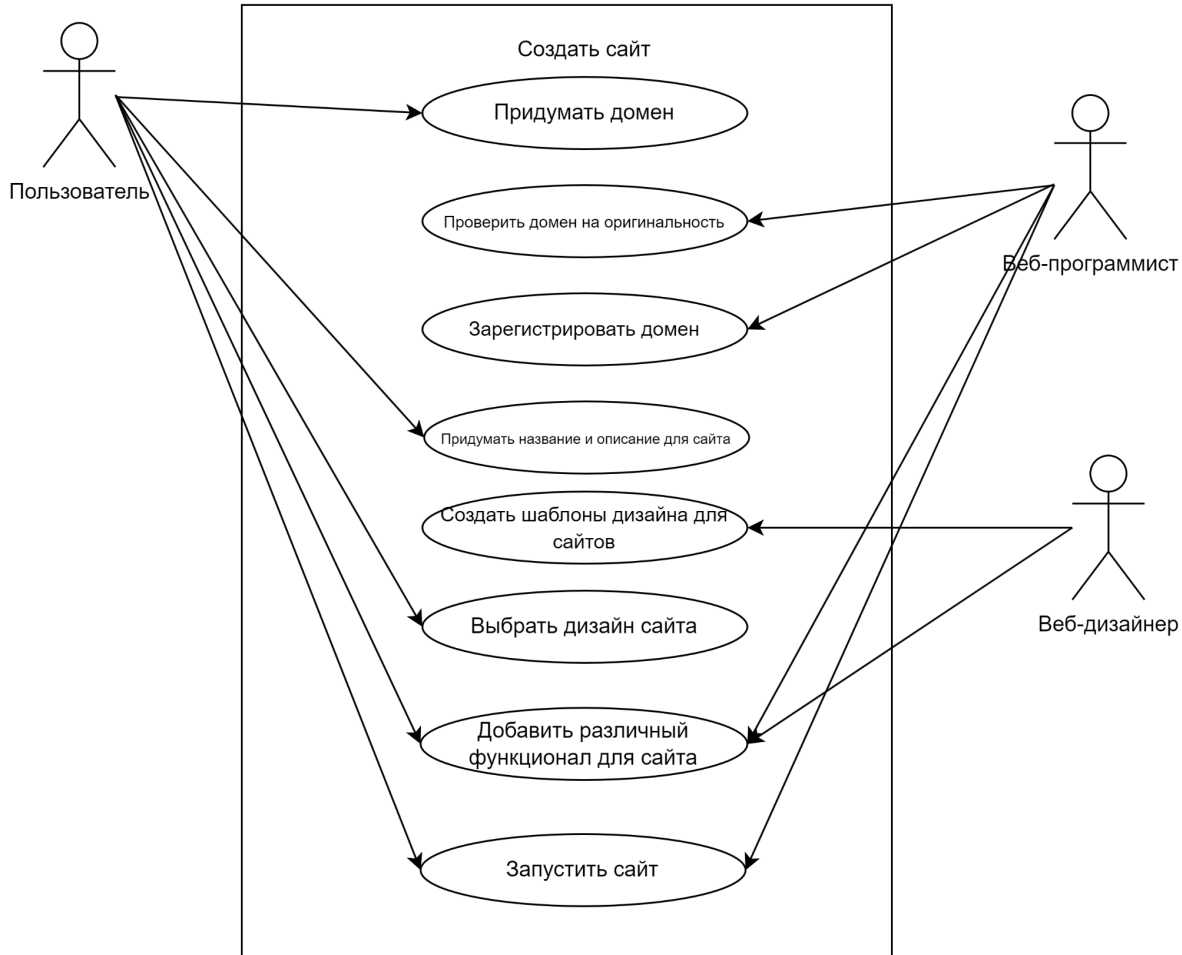 Создать сайт
Придумать домен
Пользователь
Проверить домен на оригинальность
Веб-программист
Зарегистрировать домен
Придумать название и описание для сайта
Создать шаблоны дизайна для
сайтов
Выбрать дизайн сайта
Веб-дизайнер
Добавить различный
функционал для сайта
Запустить сайт